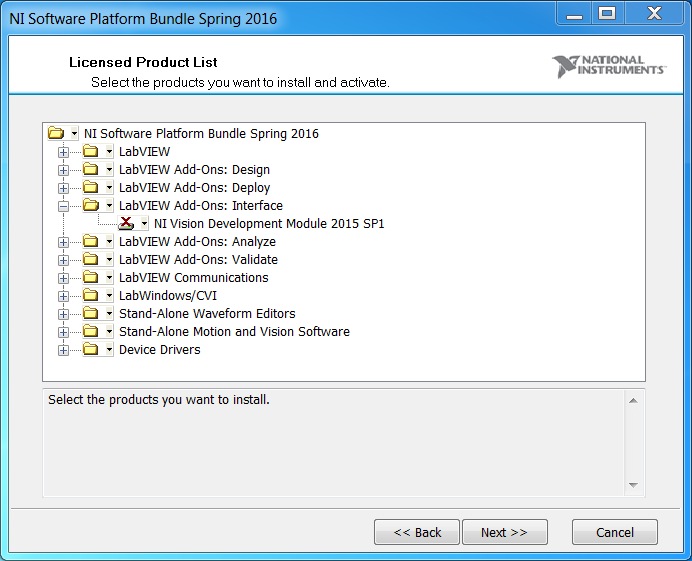 NI Software Platform Bundle Spring 2016
Licensed Product List
Select the products you want to install and activate.
NATIONAL
INSTRUMENTS™
NI Software Platform Bundle Spring 2016
LabVIEW
LabVIEW Add-Ons: Design
LabVIEW Add-Ons: Deploy
LabVIEW Add-Ons: Interface
NI Vision Development Module 2015 SP1
LabVIEW Add-Ons: Analyze
LabVIEW Add-Ons: Validate
LabVIEW Communications
LabWindows/CVI
Stand-Alone Waveform Editors
Stand-Alone Motion and Vision Software
Device Drivers
Select the products you want to install.
<< Back Next >> Cancel